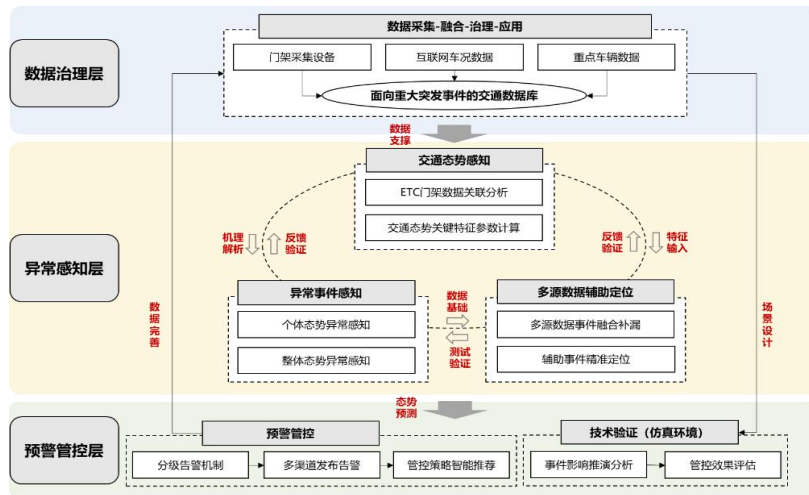 数据采集-融合-治理-应用
数据治理层
门架采集设备
互联网车况数据
重点车辆数据
面向重大突发事件的交通数据库
数据
支撑
交通态势感知
ETC门架数据关联分析
交通态势关键特征参数计算
机理
解析
反馈
验证
反馈
验证
特征
输入
异常感知层
异常事件感知
个体态势异常感知
整体态势异常感知
数据
基础
测试
验证
多源数据辅助定位
多源数据事件融合补漏
辅助事件精准定位
数据完善
场景设计
态势
预测
预警管控层
预警管控
分级告警机制
多渠道发布告警
管控策略智能推荐
技术验证（仿真环境）
事件影响推演分析
管控效果评估